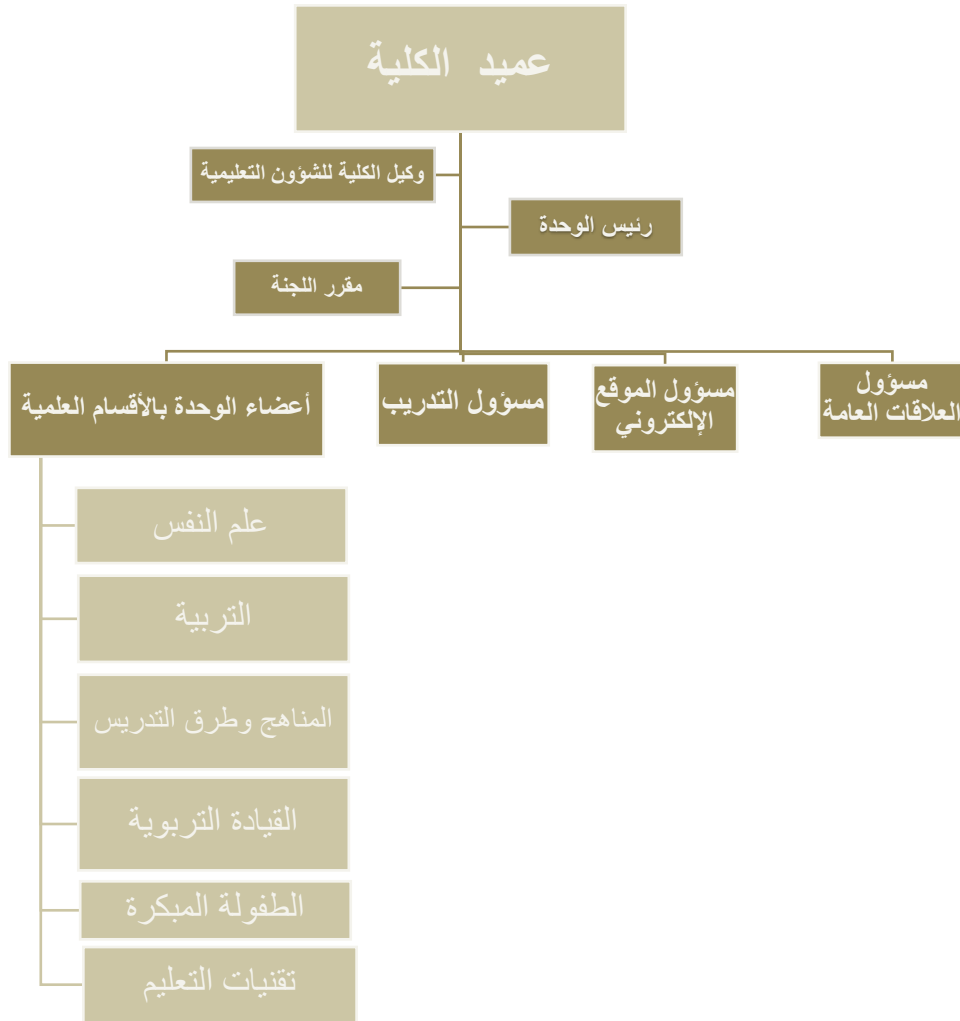 عميد الكلية
وكيل الكلية للشؤون التعليمية
رئيس الوحدة
مقرر اللجنة
مسؤول
العلاقات العامة
مسؤول الموقع
الإلكتروني
مسؤول التدريب
أعضاء الوحدة بالأقسام العلمية
علم النفس
التربية
المناهج وطرق التدريس
القيادة التربوية
الطفولة المبكرة
تقنيات التعليم